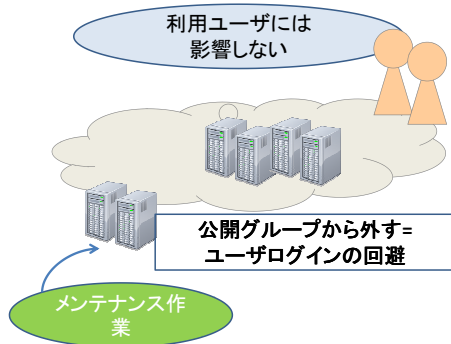 利用ユーザには
影響しない
公開グループから外す=
ユーザログインの回避
メンテナンス作
業